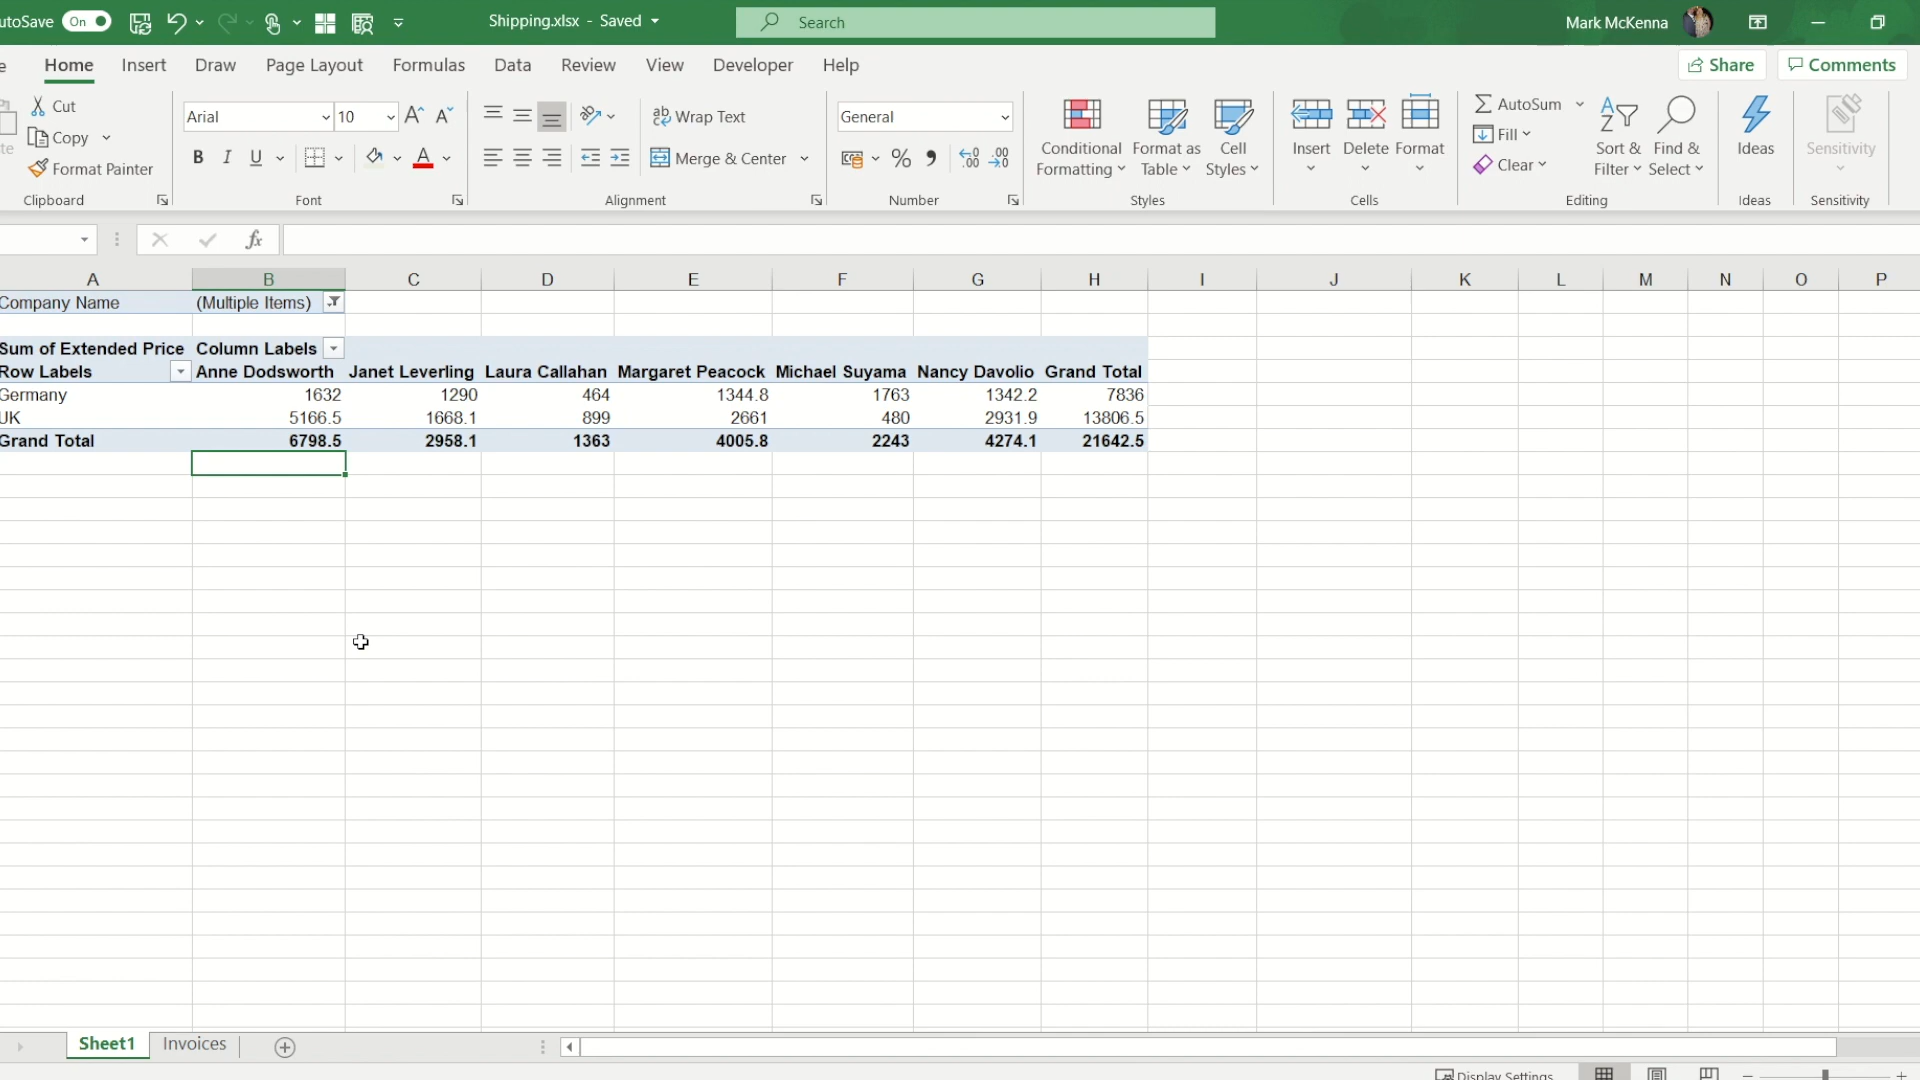 utoSave On Shipping.xlsx - Saved Search Mark McKenna
e Home Insert Draw Page Layout Formulas Data Review View Developer Help Share Comments
Cut
Copy
te
Format Painter
Clipboard
Arial 10
B I U A
Font
ab Wrap Text
Merge & Center
Alignment
General
% 9 .00 .00
Number
Conditional Formatting
Format as Table
Cell Styles
Styles
Insert Delete Format
Cells
AutoSum
Fill
Clear
Sort & Filter
Find & Select
Editing
Ideas
Ideas
Sensitivity
Sensitivity
fx
A B C D E F G H I J K L M N O P
Company Name (Multiple Items)
Sum of Extended Price Column Labels
Row Labels Anne Dodsworth Janet Leverling Laura Callahan Margaret Peacock Michael Suyama Nancy Davolio Grand Total
Germany 1632 1290 464 1344.8 1763 1342.2 7836
UK 5166.5 1668.1 899 2661 480 2931.9 13806.5
Grand Total 6798.5 2958.1 1363 4005.8 2243 4274.1 21642.5
Sheet1 Invoices
Display Settings